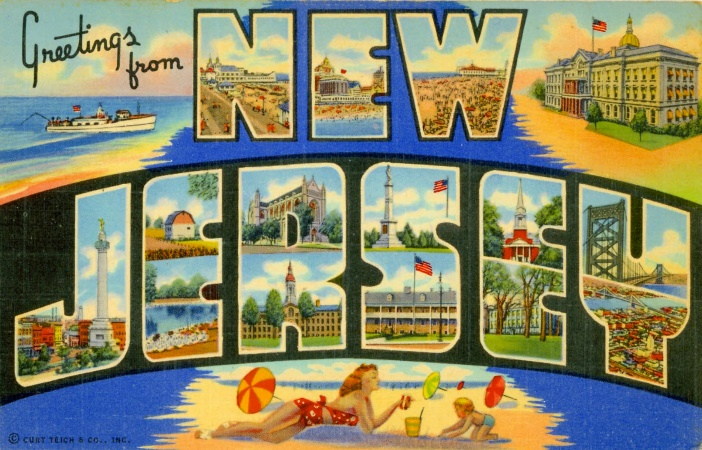 Greetings
from
NEW
JERSEY
© CURT TEICH & CO., INC.